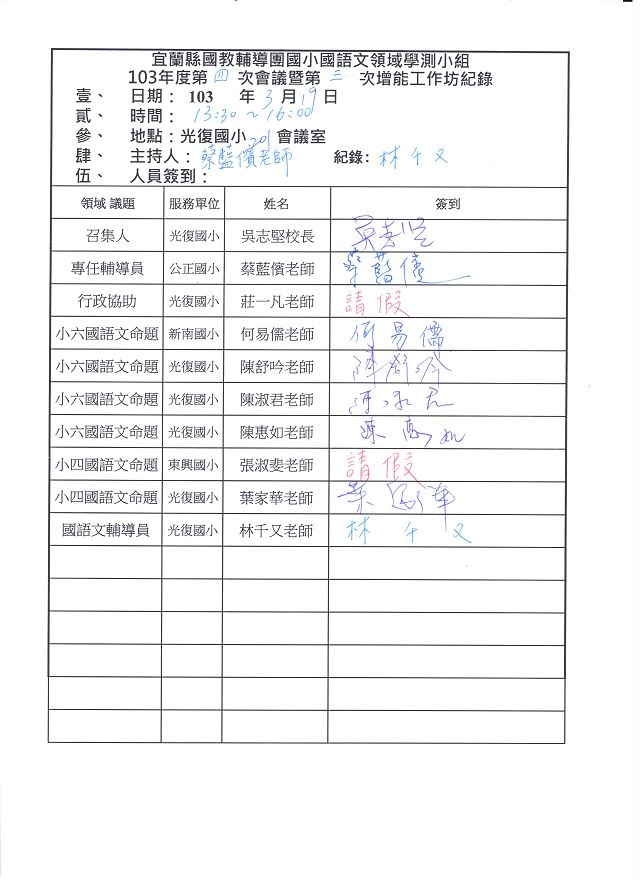 宜蘭縣國教輔導團國小國語文領域學測小組
103年度第 四 次會議暨第 三 次增能工作坊紀錄
壹、 日期：103 年 3 月 19 日
貳、 時間：13:30～16:00
參、 地點：光復國小 201 會議室
肆、 主持人：蔡藍儐老師 紀錄：林千又
伍、 人員簽到：
領域 議題 服務單位 姓名 簽到
召集人 光復國小 吳志堅校長 吳志堅
專任輔導員 公正國小 蔡藍儐老師 蔡藍儐
行政協助 光復國小 莊一凡老師 請假
小六國語文命題 新南國小 何易儒老師 何易儒
小六國語文命題 光復國小 陳舒吟老師 陳舒吟
小六國語文命題 光復國小 陳淑君老師 陳淑君
小六國語文命題 光復國小 陳惠如老師 陳惠如
小四國語文命題 東興國小 張淑斐老師 請假
小四國語文命題 光復國小 葉家華老師 葉家華
國語文輔導員 光復國小 林千又老師 林千又